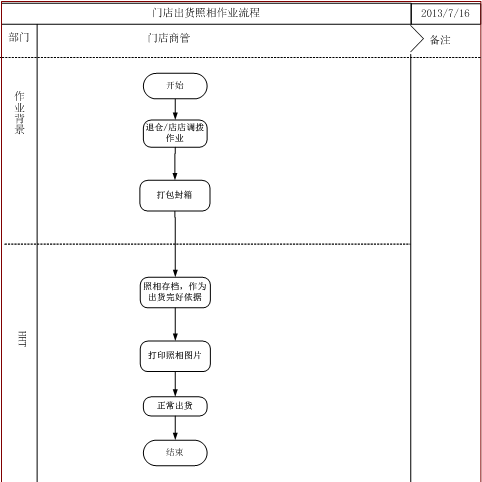 门店出货照相作业流程
2013/7/16
部门
门店商管
备注
作业背景
开始
退仓/店店调拨
作业
打包封箱
HHT
照相存档，作为
出货完好依据
打印照相图片
正常出货
结束